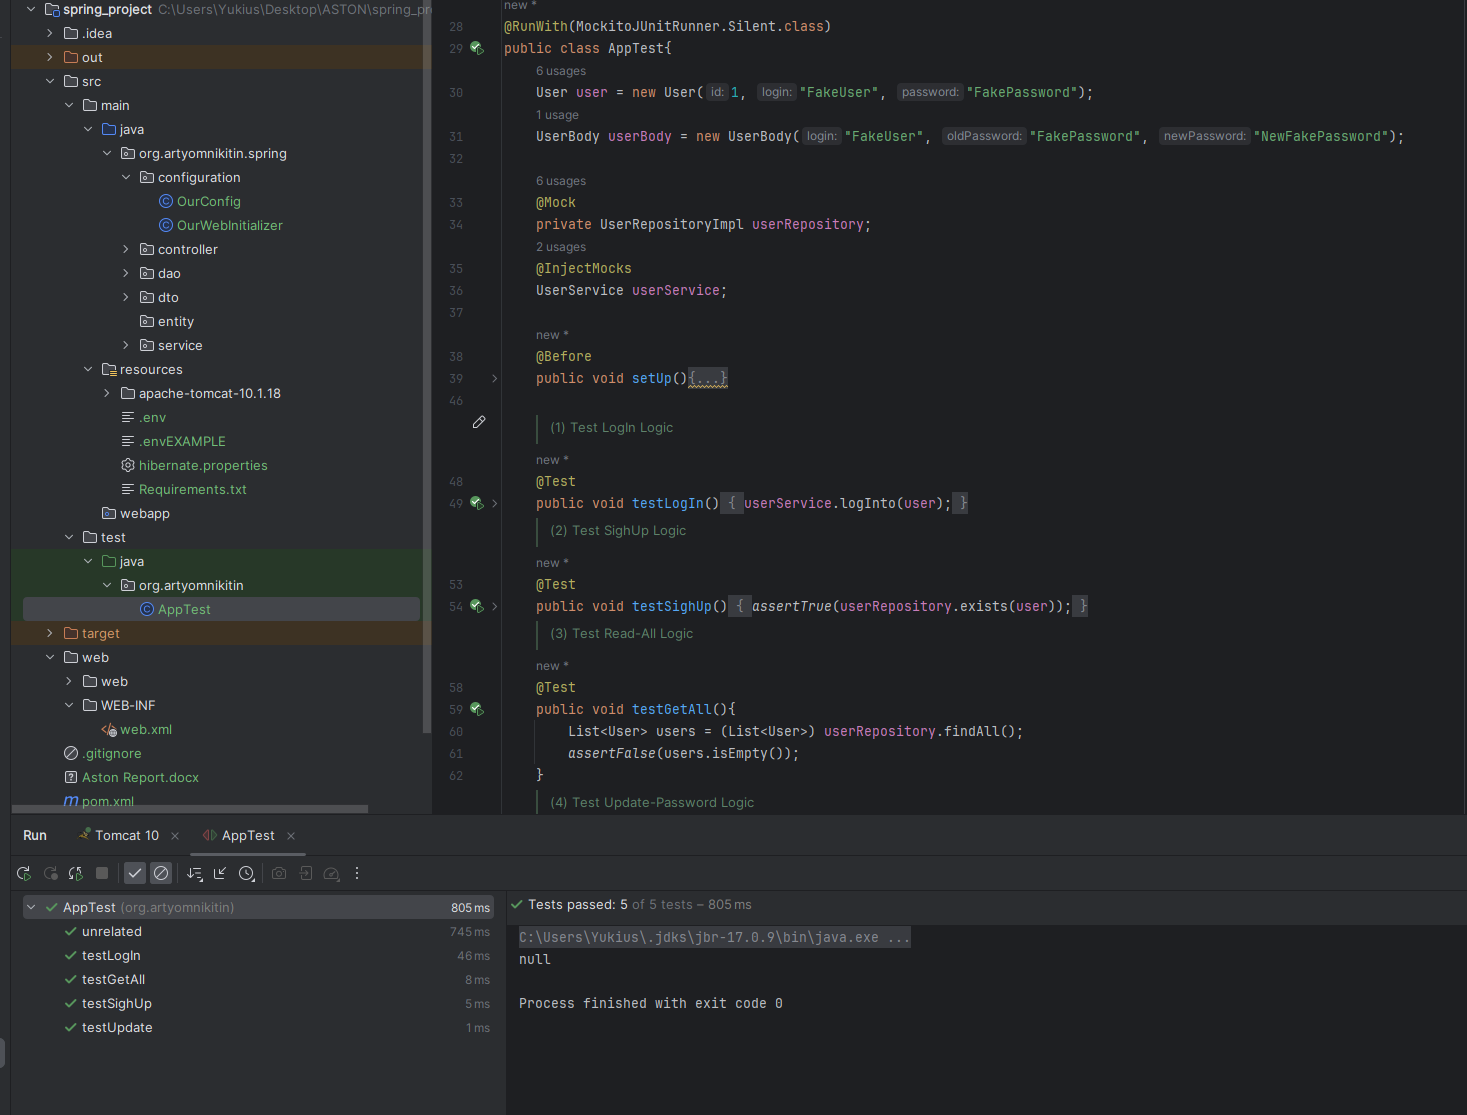 spring_project C:\Users\Yukius\Desktop\ASTON\spring_pr
.idea
out
src
main
java
org.artyomnikitin.spring
configuration
OurConfig
OurWebInitializer
controller
dao
dto
entity
service
resources
apache-tomcat-10.1.18
.env
.envEXAMPLE
hibernate.properties
Requirements.txt
webapp
test
java
org.artyomnikitin
AppTest
target
web
web
WEB-INF
web.xml
.gitignore
Aston Report.docx
pom.xml
new *
28 @RunWith(MockitoJUnitRunner.Silent.class)
29 public class AppTest{
6 usages
30 User user = new User( id: 1, login: "FakeUser", password: "FakePassword");
1 usage
31 UserBody userBody = new UserBody( login: "FakeUser", oldPassword: "FakePassword", newPassword: "NewFakePassword");
32
6 usages
33 @Mock
34 private UserRepositoryImpl userRepository;
2 usages
35 @InjectMocks
36 UserService userService;
37
new *
38 @Before
39 public void setUp(){...}
46
(1) Test LogIn Logic
new *
48 @Test
49 public void testLogIn() { userService.logInto(user); }
(2) Test SighUp Logic
new *
53 @Test
54 public void testSighUp() { assertTrue(userRepository.exists(user)); }
(3) Test Read-All Logic
new *
58 @Test
59 public void testGetAll(){
60 List<User> users = (List<User>) userRepository.findAll();
61 assertFalse(users.isEmpty());
62 }
(4) Test Update-Password Logic
Run Tomcat 10 AppTest
AppTest (org.artyomnikitin) 805 ms
unrelated 745 ms
testLogIn 46 ms
testGetAll 8 ms
testSighUp 5 ms
testUpdate 1 ms
Tests passed: 5 of 5 tests – 805 ms
C:\Users\Yukius\.jdks\jbr-17.0.9\bin\java.exe ...
null
Process finished with exit code 0